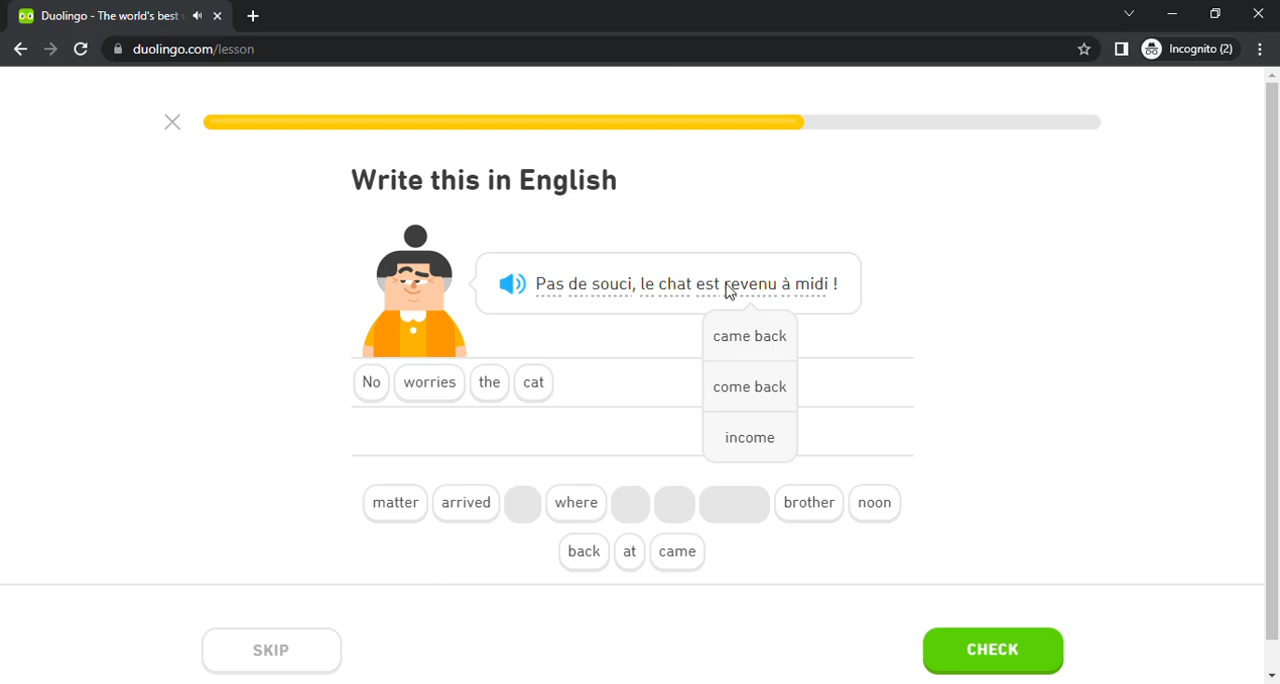 Duolingo - The world's best
duolingo.com/lesson
Incognito (2)
Write this in English
Pas de souci, le chat est revenu à midi !
came back
come back
income
No worries the cat
matter arrived where brother noon
back at came
SKIP
CHECK